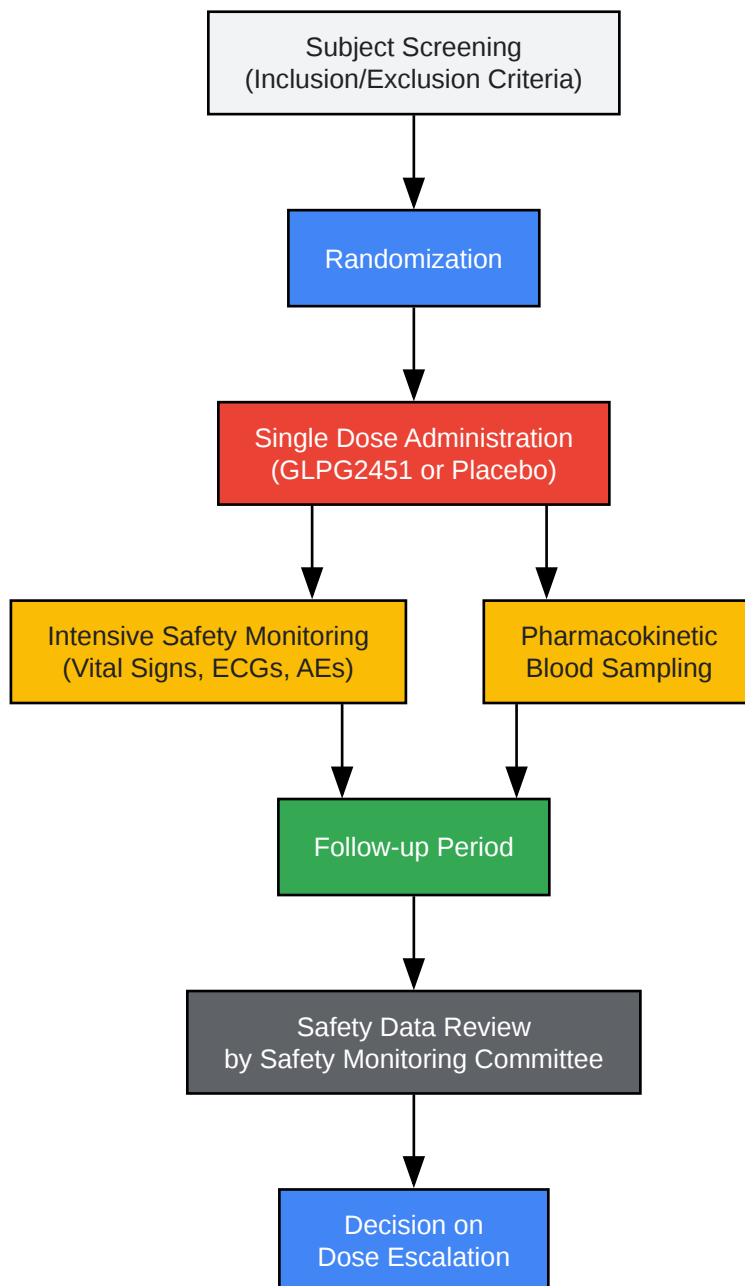 Subject Screening
(Inclusion/Exclusion Criteria)
Randomization
Single Dose Administration
(GLPG2451 or Placebo)
Intensive Safety Monitoring
(Vital Signs, ECGs, AEs)
Pharmacokinetic
Blood Sampling
Follow-up Period
Safety Data Review
by Safety Monitoring Committee
Decision on
Dose Escalation